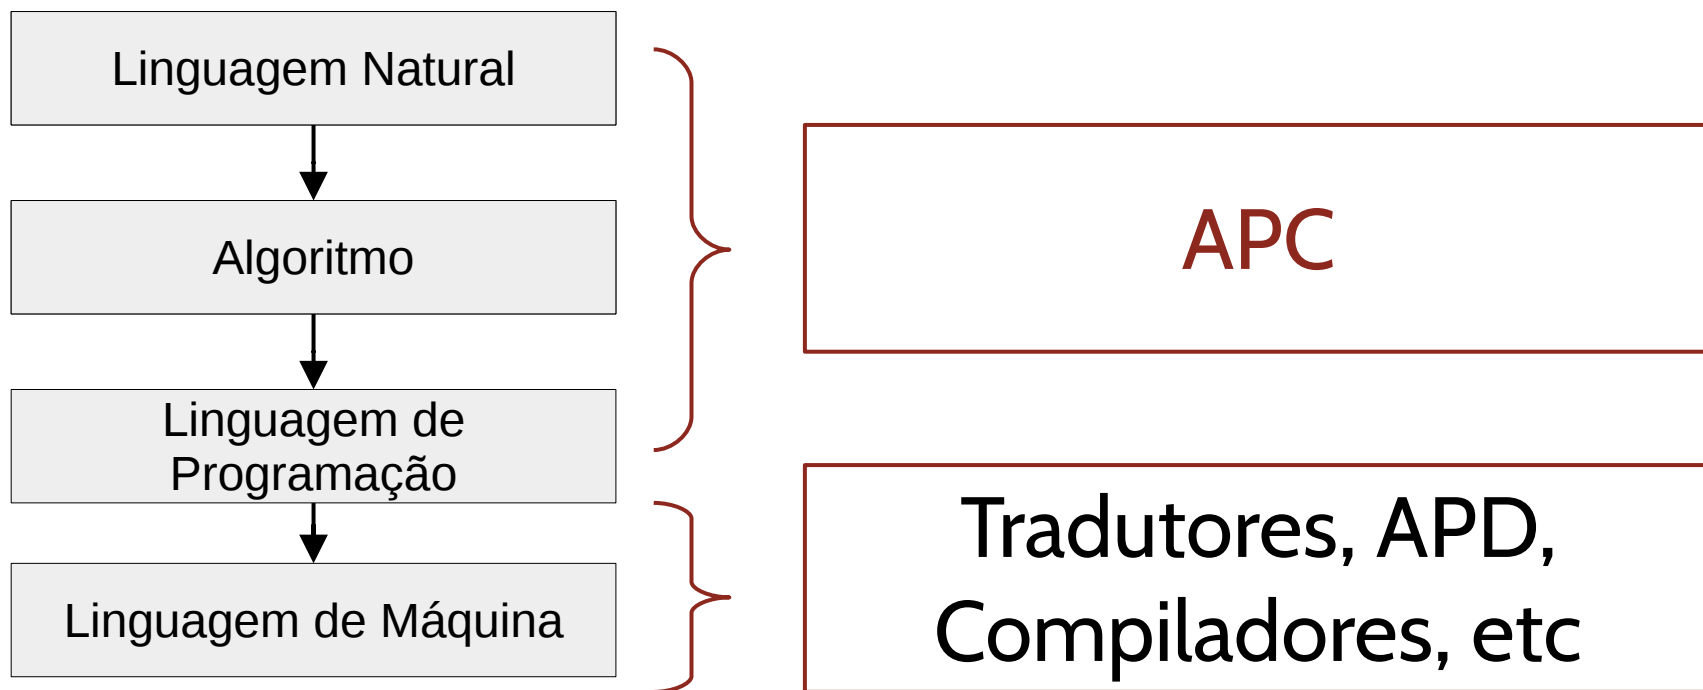 Linguagem Natural
Algoritmo
Linguagem de
Programação
Linguagem de Máquina
APC
Tradutores, APD,
Compiladores, etc